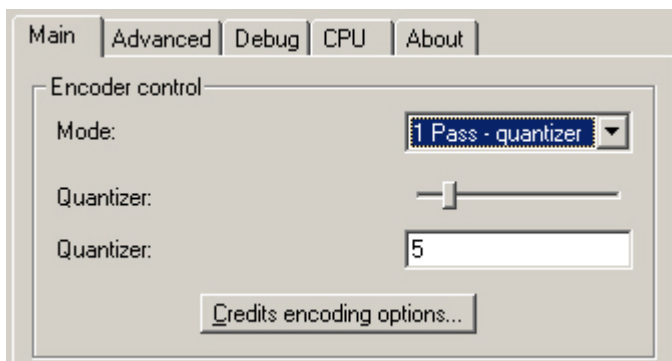 Main Advanced Debug CPU About
Encoder control
Mode: 1 Pass - quantizer
Quantizer:
Quantizer: 5
Credits encoding options...